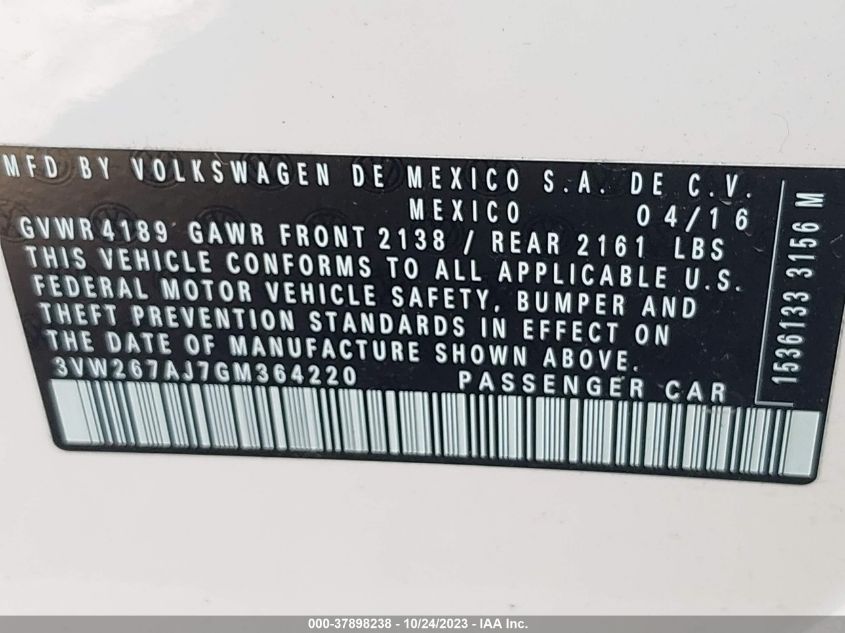 MFD BY VOLKSWAGEN DE MEXICO S.A. DE C.V.
MEXICO 04/16
GVWR 4189 GAWR FRONT 2138 / REAR 2161 LBS
THIS VEHICLE CONFORMS TO ALL APPLICABLE U.S.
FEDERAL MOTOR VEHICLE SAFETY, BUMPER AND
THEFT PREVENTION STANDARDS IN EFFECT ON
THE DATE OF MANUFACTURE SHOWN ABOVE.
3VW267AJ7GM364220 PASSENGER CAR
1536133 3156 M
000-37898238 - 10/24/2023 - IAA Inc.